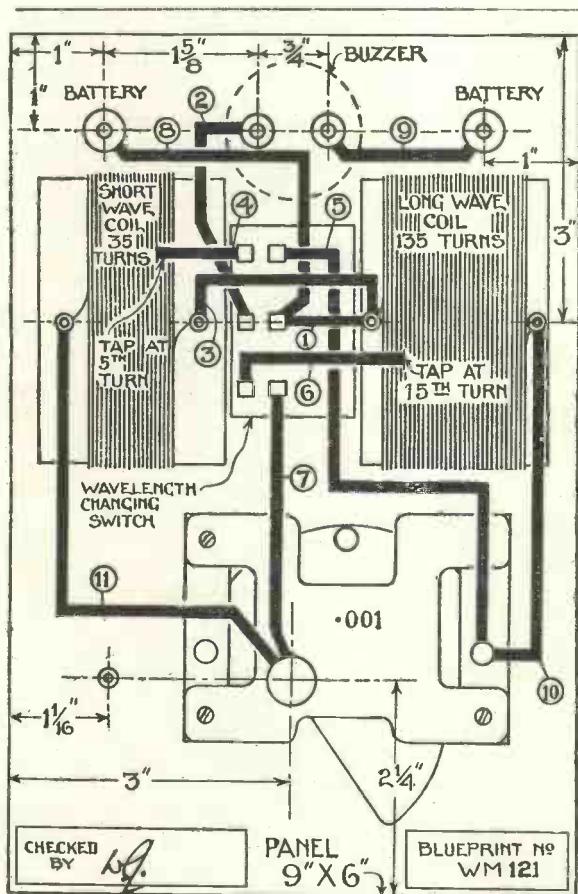 1"
1 5/8"
3/4"
BUZZER
1"
BATTERY
2
BATTERY
8
9
1"
3"
SHORT
WAVE
COIL
35
TURNS
4
5
LONG WAVE
COIL
135 TURNS
3
1
TAP AT
5TH
TURN
6
TAP AT
15TH TURN
7
WAVELENGTH
CHANGING
SWITCH
11
·001
10
1 1/16"
3"
2 1/4"
CHECKED
BY
PANEL
9" X 6"
BLUEPRINT NO
WM 121